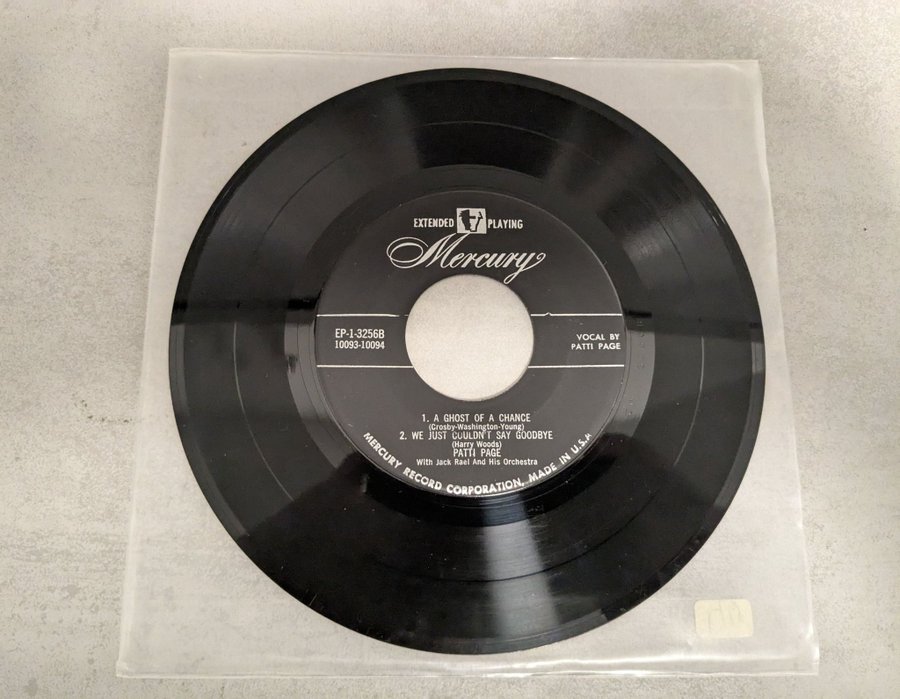 EXTENDED PLAYING
Mercury
EP-1-3256B
10093-10094
VOCAL BY
PATTI PAGE
1. A GHOST OF A CHANCE
(Crosby-Washington-Young)
2. WE JUST COULDN'T SAY GOODBYE
(Harry Woods)
PATTI PAGE
With Jack Rael And His Orchestra
MERCURY RECORD CORPORATION, MADE IN U.S.A